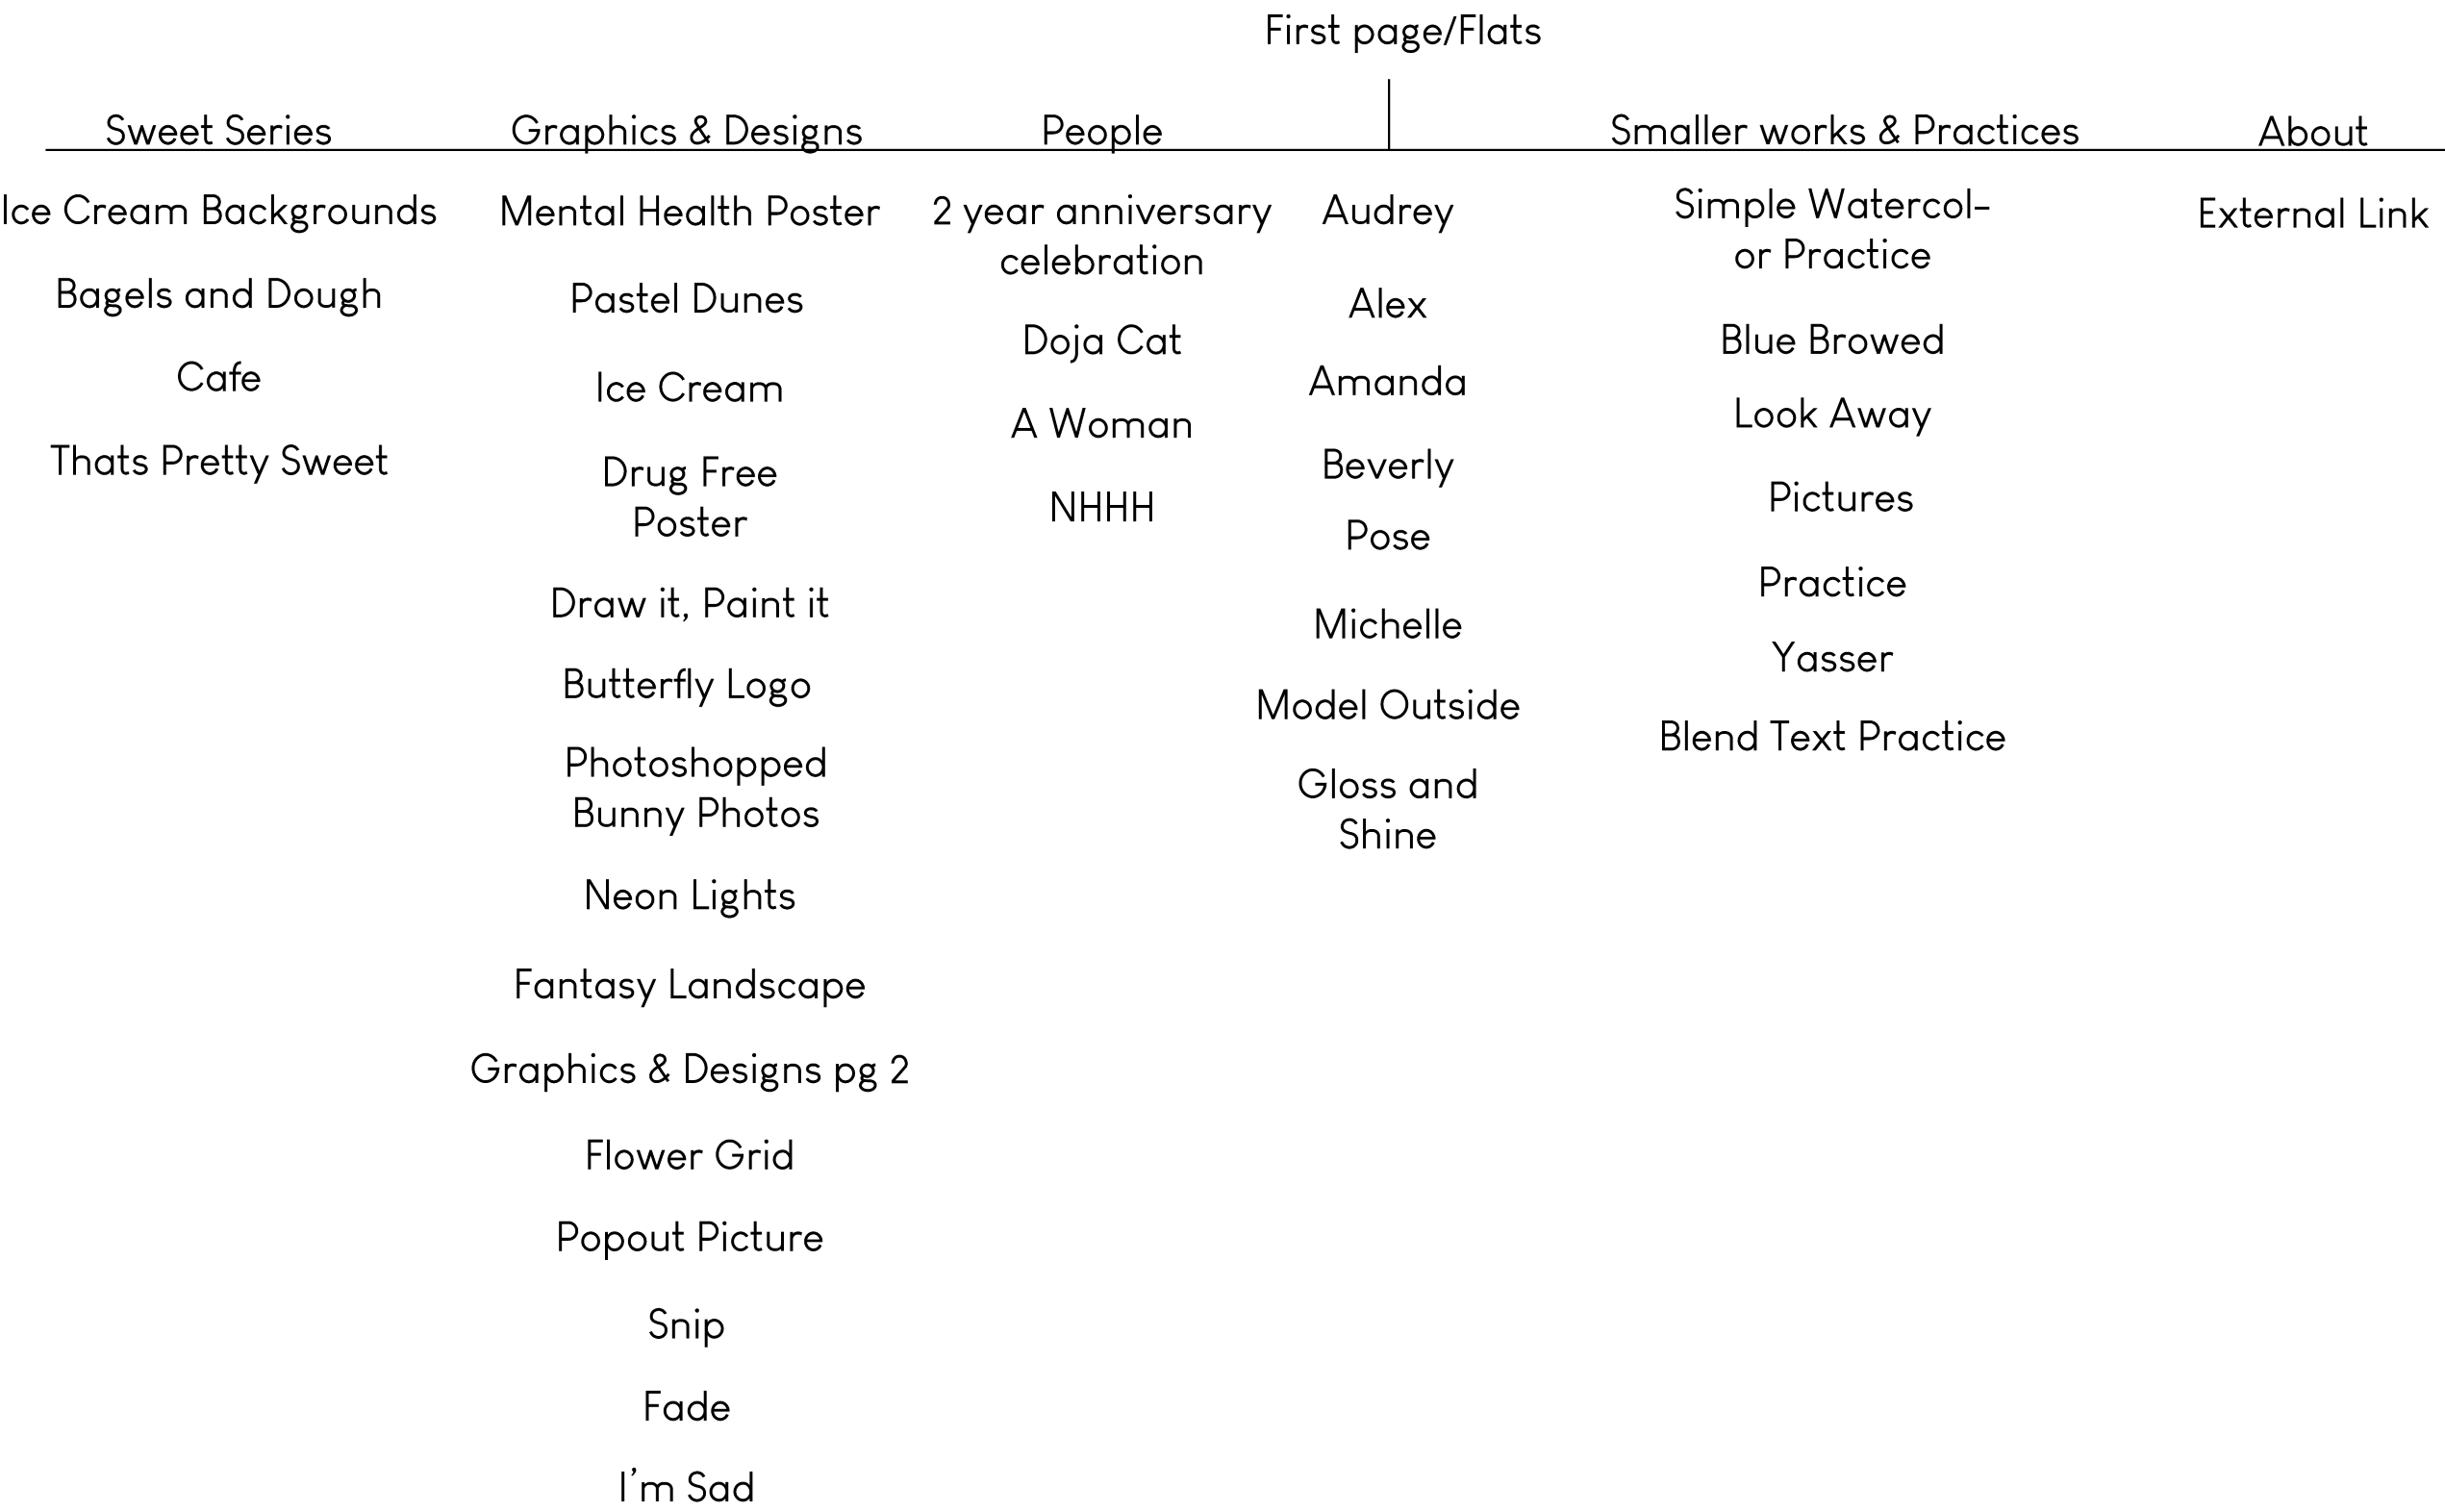 First page/Flats
Sweet Series
Ice Cream Backgrounds
Bagels and Dough
Cafe
Thats Pretty Sweet
Graphics & Designs
Mental Health Poster
Pastel Dunes
Ice Cream
Drug Free
Poster
Draw it, Paint it
Butterfly Logo
Photoshopped
Bunny Photos
Neon Lights
Fantasy Landscape
Graphics & Designs pg 2
Flower Grid
Popout Picture
Snip
Fade
I'm Sad
People
2 year anniversary
celebration
Doja Cat
A Woman
NHHH
Audrey
Alex
Amanda
Beverly
Pose
Michelle
Model Outside
Gloss and
Shine
Smaller works & Practices
Simple Watercol-
or Practice
Blue Browed
Look Away
Pictures
Practice
Yasser
Blend Text Practice
About
External Link